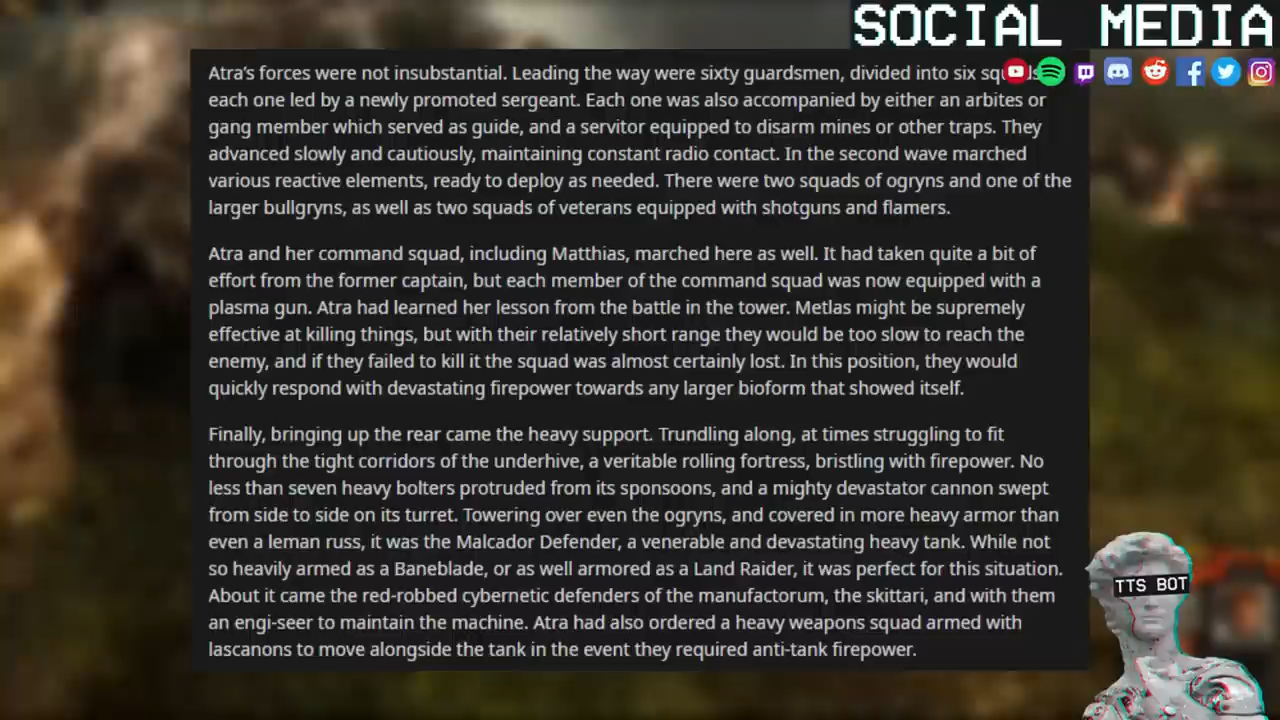 SOCIAL MEDIA
Atra's forces were not insubstantial. Leading the way were sixty guardsmen, divided into six squads
each one led by a newly promoted sergeant. Each one was also accompanied by either an arbites or
gang member which served as guide, and a servitor equipped to disarm mines or other traps. They
advanced slowly and cautiously, maintaining constant radio contact. In the second wave marched
various reactive elements, ready to deploy as needed. There were two squads of ogryns and one of the
larger bullgryns, as well as two squads of veterans equipped with shotguns and flamers.
Atra and her command squad, including Matthias, marched here as well. It had taken quite a bit of
effort from the former captain, but each member of the command squad was now equipped with a
plasma gun. Atra had learned her lesson from the battle in the tower. Metlas might be supremely
effective at killing things, but with their relatively short range they would be too slow to reach the
enemy, and if they failed to kill it the squad was almost certainly lost. In this position, they would
quickly respond with devastating firepower towards any larger bioform that showed itself.
Finally, bringing up the rear came the heavy support. Trundling along, at times struggling to fit
through the tight corridors of the underhive, a veritable rolling fortress, bristling with firepower. No
less than seven heavy bolters protruded from its sponsoons, and a mighty devastator cannon swept
from side to side on its turret. Towering over even the ogryns, and covered in more heavy armor than
even a leman russ, it was the Malcador Defender, a venerable and devastating heavy tank. While not
so heavily armed as a Baneblade, or as well armored as a Land Raider, it was perfect for this situation.
About it came the red-robbed cybernetic defenders of the manufactorum, the skittari, and with them
an engi-seer to maintain the machine. Atra had also ordered a heavy weapons squad armed with
lascanons to move alongside the tank in the event they required anti-tank firepower.
TTS BOT